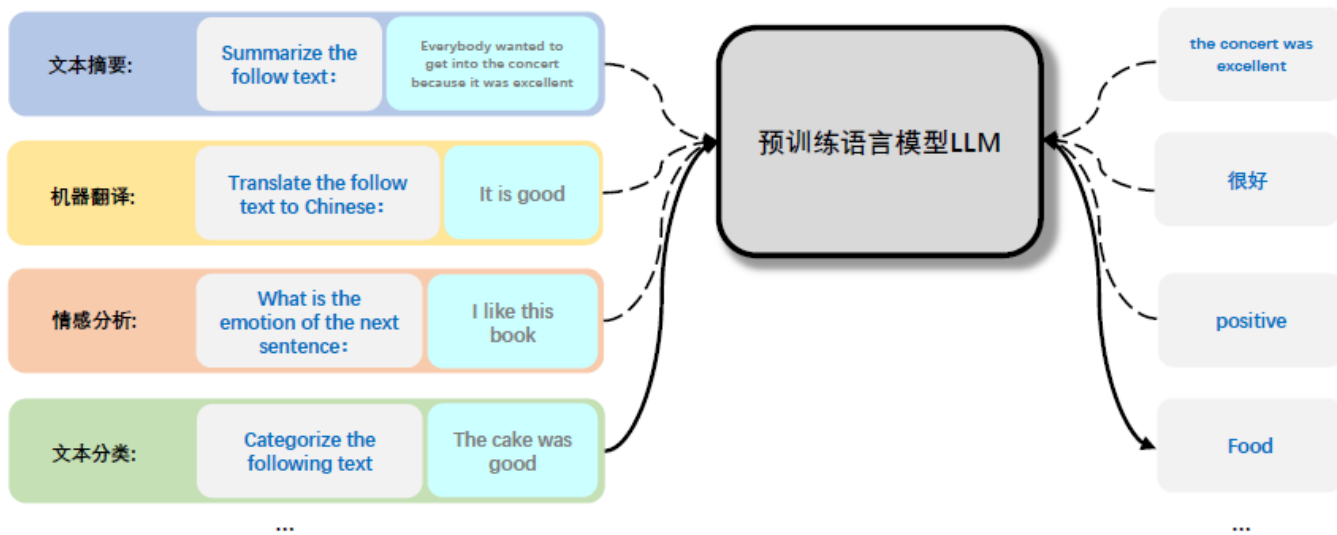 文本摘要:
Summarize the
follow text：
Everybody wanted to
get into the concert
because it was excellent
机器翻译:
Translate the follow
text to Chinese：
It is good
情感分析:
What is the
emotion of the next
sentence：
I like this
book
文本分类:
Categorize the
following text
The cake was
good
...
预训练语言模型LLM
the concert was
excellent
很好
positive
Food
...